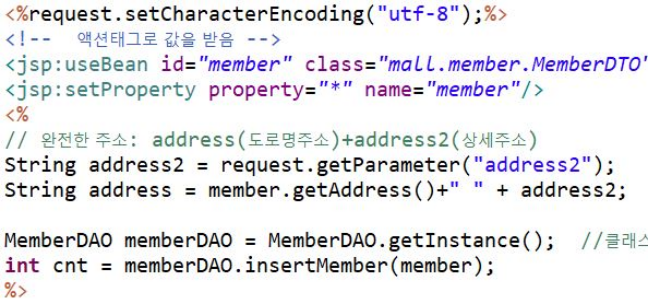 <%request.setCharacterEncoding("utf-8");%>
<!--  액션태그로 값을 받음 -->
<jsp:useBean id="member" class="mall.member.MemberDTO"
<jsp:setProperty property="*" name="member"/>
<%
// 완전한 주소: address(도로명주소)+address2(상세주소)
String address2 = request.getParameter("address2");
String address = member.getAddress()+" " + address2;
MemberDAO memberDAO = MemberDAO.getInstance();  //클래스
int cnt = memberDAO.insertMember(member);
%>